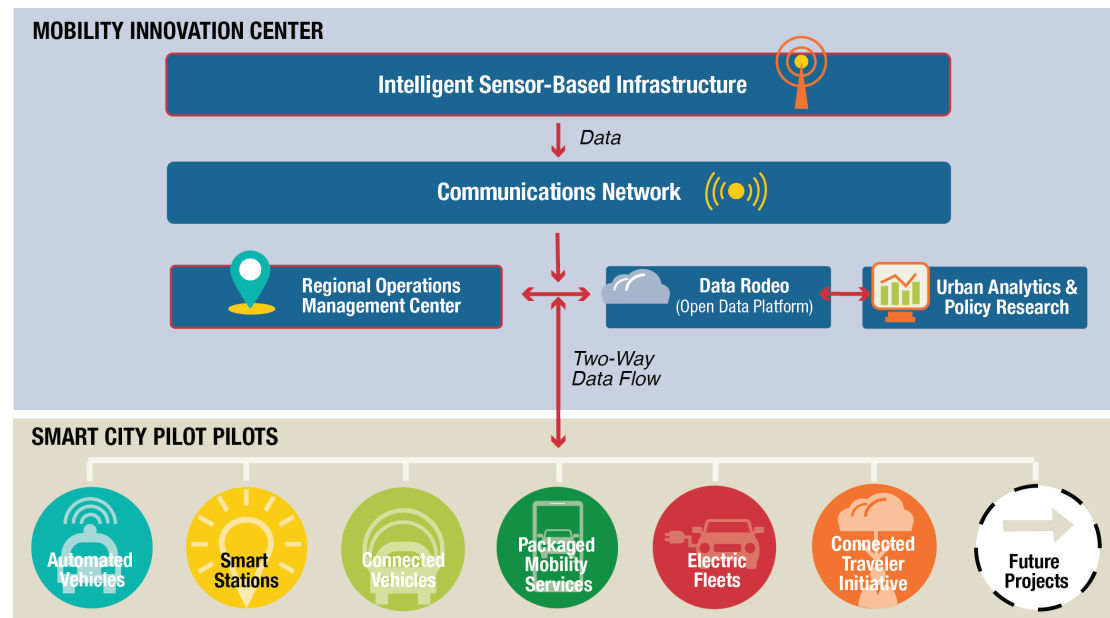 MOBILITY INNOVATION CENTER
Intelligent Sensor-Based Infrastructure
Data
Communications Network
Regional Operations
Management Center
Data Rodeo
(Open Data Platform)
Urban Analytics &
Policy Research
Two-Way
Data Flow
SMART CITY PILOT PILOTS
Automated
Vehicles
Smart
Stations
Connected
Vehicles
Packaged
Mobility
Services
Electric
Fleets
Connected
Traveler
Initiative
Future
Projects